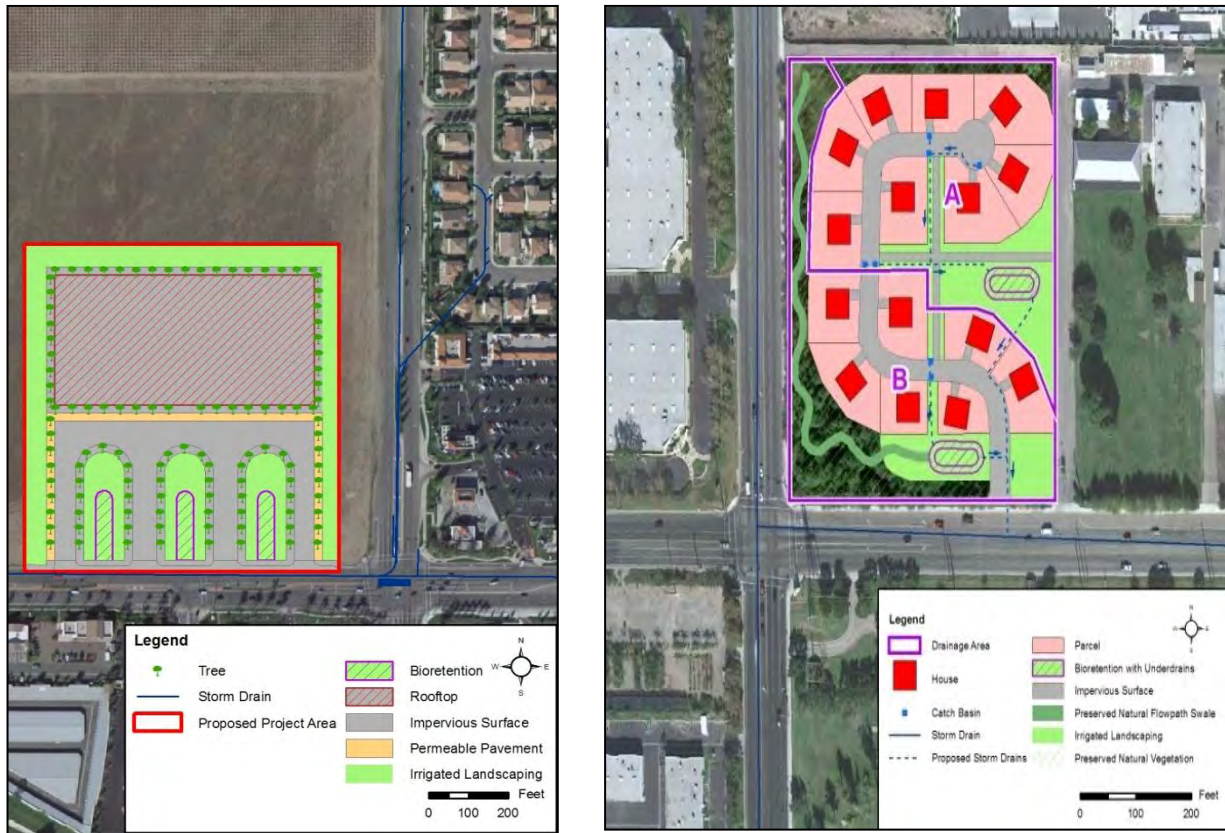 Legend
Tree
Storm Drain
Proposed Project Area
Bioretention
Rooftop
Impervious Surface
Permeable Pavement
Irrigated Landscaping
N
W
E
S
Feet
0 100 200
A
B
Legend
Drainage Area
House
Catch Basin
Storm Drain
Proposed Storm Drains
Parcel
Bioretention with Underdrains
Impervious Surface
Preserved Natural Flowpath Swale
Irrigated Landscaping
Preserved Natural Vegetation
N
W
E
S
Feet
0 100 200